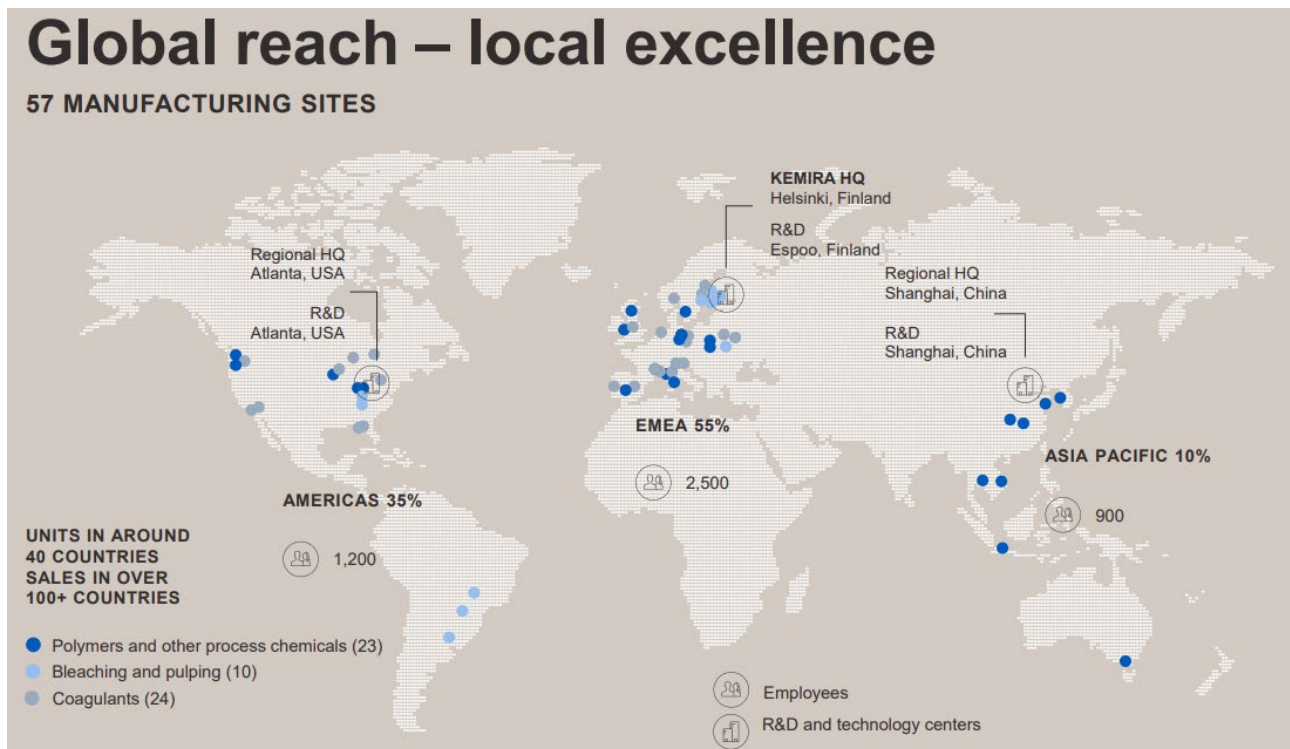 Global reach – local excellence
57 MANUFACTURING SITES
KEMIRA HQ
Helsinki, Finland
R&D
Espoo, Finland
Regional HQ
Atlanta, USA
R&D
Atlanta, USA
Regional HQ
Shanghai, China
R&D
Shanghai, China
EMEA 55%
2,500
ASIA PACIFIC 10%
900
AMERICAS 35%
1,200
UNITS IN AROUND
40 COUNTRIES
SALES IN OVER
100+ COUNTRIES
Polymers and other process chemicals (23)
Bleaching and pulping (10)
Coagulants (24)
Employees
R&D and technology centers